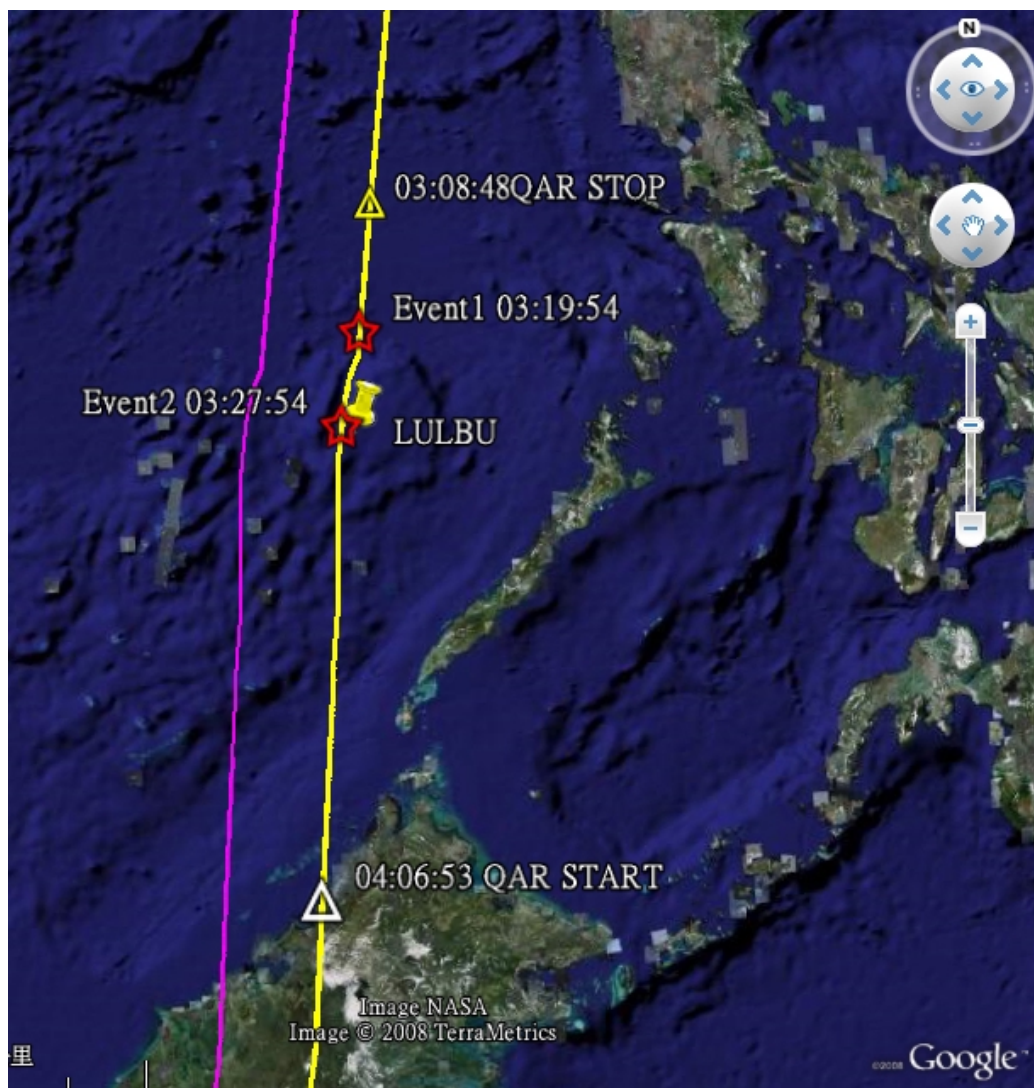 N
03:08:48QAR STOP
Event1 03:19:54
Event2 03:27:54
LULBU
04:06:53 QAR START
Image NASA
Image © 2008 TerraMetrics
里
©2008 Google